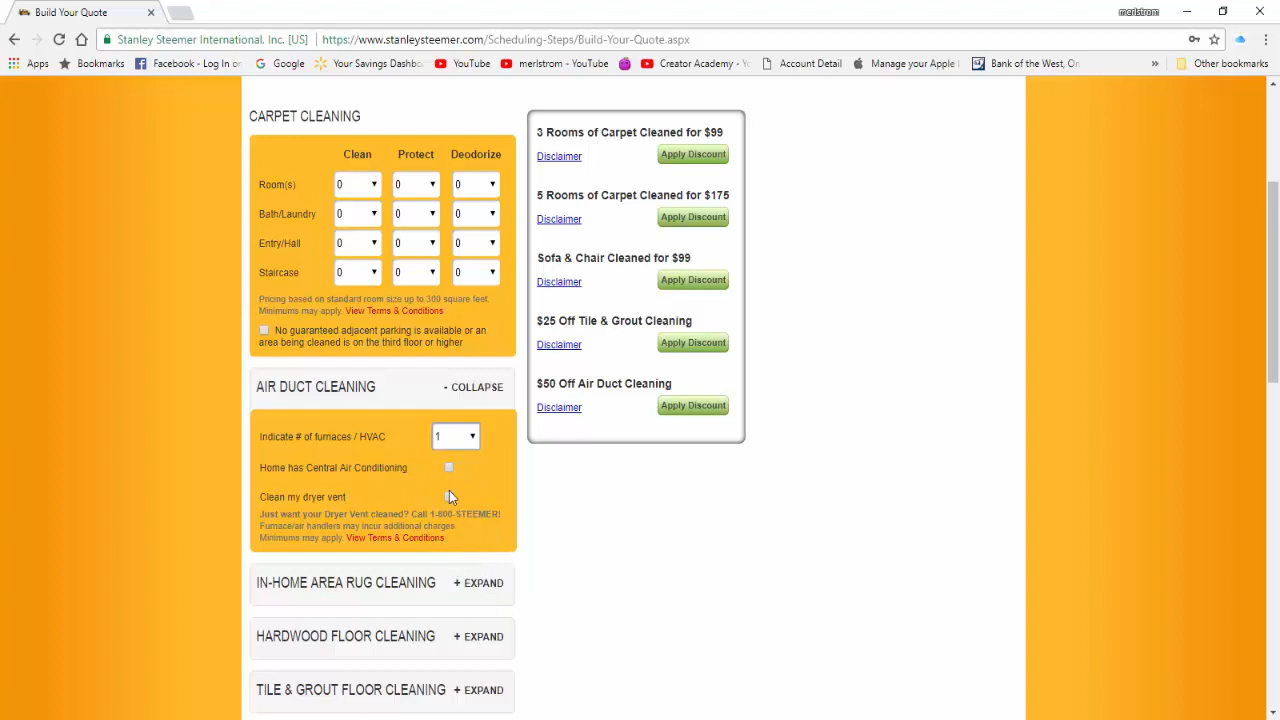 Build Your Quote
merlstrom
Stanley Steemer International, Inc. [US]
https://www.stanleysteemer.com/Scheduling-Steps/Build-Your-Quote.aspx
Apps
Bookmarks
Facebook - Log In or
Google
Your Savings Dashbo
YouTube
merlstrom - YouTube
Creator Academy - Yo
Account Detail
Manage your Apple I
Bank of the West, On
»
Other bookmarks
CARPET CLEANING
Clean Protect Deodorize
Room(s) 0 0 0
Bath/Laundry 0 0 0
Entry/Hall 0 0 0
Staircase 0 0 0
Pricing based on standard room size up to 300 square feet.
Minimums may apply. View Terms & Conditions
No guaranteed adjacent parking is available or an
area being cleaned is on the third floor or higher
AIR DUCT CLEANING - COLLAPSE
Indicate # of furnaces / HVAC 1
Home has Central Air Conditioning
Clean my dryer vent
Just want your Dryer Vent cleaned? Call 1-800-STEEMER!
Furnace/air handlers may incur additional charges.
Minimums may apply. View Terms & Conditions
IN-HOME AREA RUG CLEANING + EXPAND
HARDWOOD FLOOR CLEANING + EXPAND
TILE & GROUT FLOOR CLEANING + EXPAND
3 Rooms of Carpet Cleaned for $99
Disclaimer Apply Discount
5 Rooms of Carpet Cleaned for $175
Disclaimer Apply Discount
Sofa & Chair Cleaned for $99
Disclaimer Apply Discount
$25 Off Tile & Grout Cleaning
Disclaimer Apply Discount
$50 Off Air Duct Cleaning
Disclaimer Apply Discount